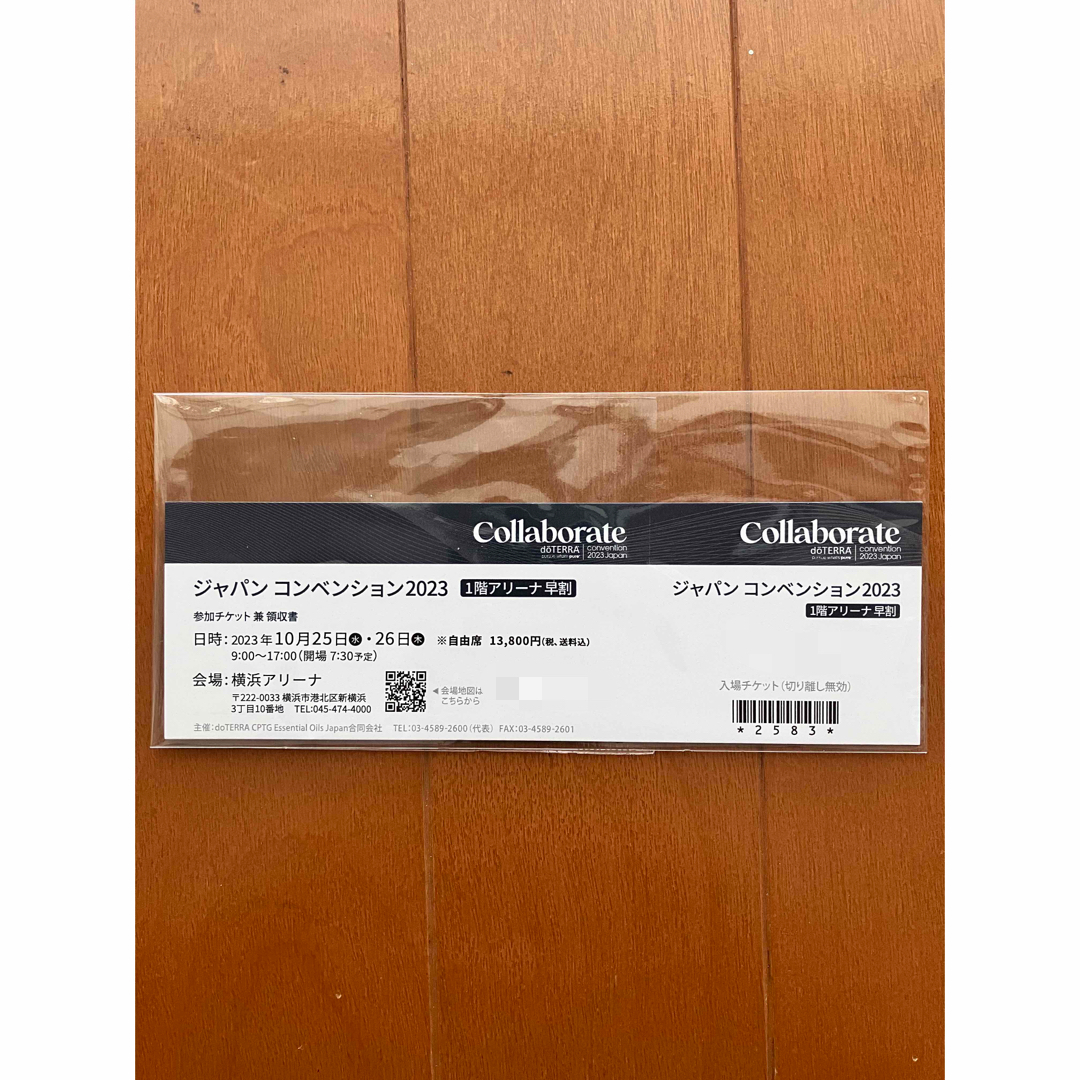 Collaborate
dōTERRA
convention
2023 Japan
ジャパン コンベンション2023 1階アリーナ 早割
参加チケット 兼 領収書
日時：2023年10月25日水・26日木 ※自由席 13,800円(税、送料込)
9:00～17:00（開場 7:30予定）
会場：横浜アリーナ
〒222-0033 横浜市港北区新横浜
3丁目10番地 TEL:045-474-4000
◀会場地図は
こちらから
主催：doTERRA CPTG Essential Oils Japan合同会社 TEL:03-4589-2600（代表） FAX:03-4589-2601
Collaborate
dōTERRA
convention
2023 Japan
ジャパン コンベンション2023
1階アリーナ 早割
入場チケット（切り離し無効）
* 2 5 8 3 *